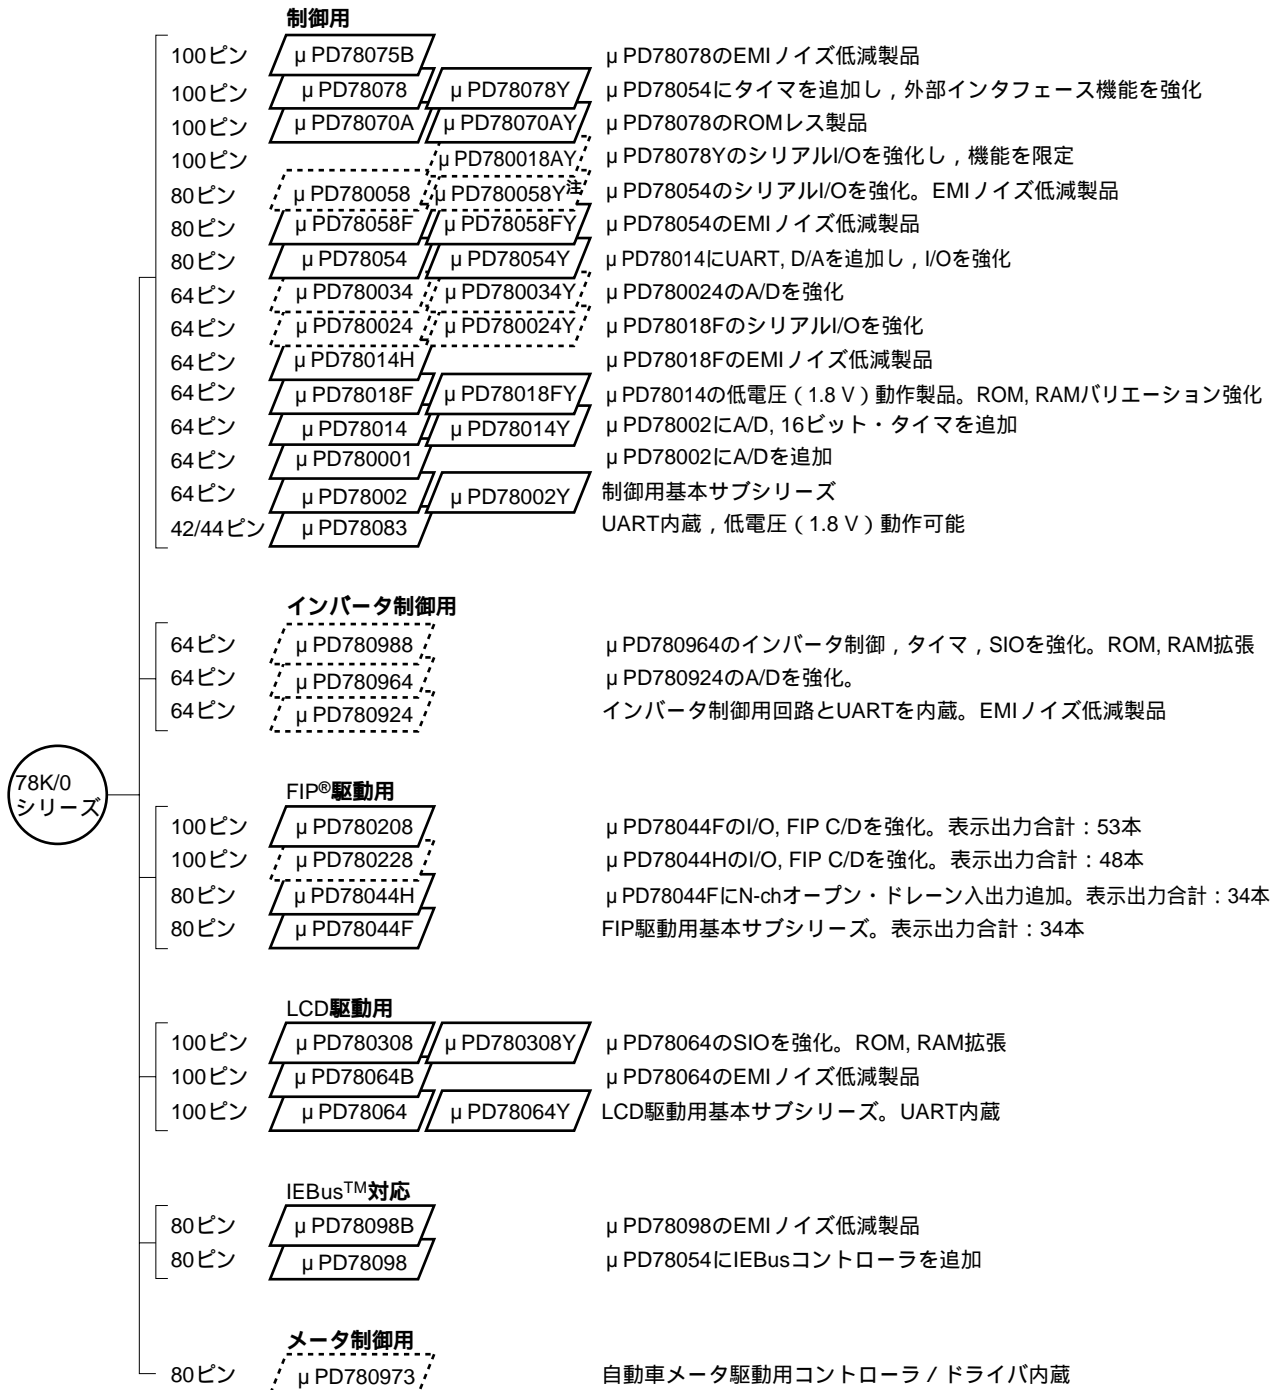 制御用
100ピン μPD78075B μPD78078のEMIノイズ低減製品
100ピン μPD78078 μPD78078Y μPD78054にタイマを追加し，外部インタフェース機能を強化
100ピン μPD78070A μPD78070AY μPD78078のROMレス製品
100ピン μPD780018AY μPD78078YのシリアルI/Oを強化し，機能を限定
80ピン μPD780058 μPD780058Y注 μPD78054のシリアルI/Oを強化。EMIノイズ低減製品
80ピン μPD78058F μPD78058FY μPD78054のEMIノイズ低減製品
80ピン μPD78054 μPD78054Y μPD78014にUART, D/Aを追加し，I/Oを強化
64ピン μPD780034 μPD780034Y μPD780024のA/Dを強化
64ピン μPD780024 μPD780024Y μPD78018FのシリアルI/Oを強化
64ピン μPD78014H μPD78018FのEMIノイズ低減製品
64ピン μPD78018F μPD78018FY μPD78014の低電圧（1.8 V）動作製品。ROM, RAMバリエーション強化
64ピン μPD78014 μPD78014Y μPD78002にA/D, 16ビット・タイマを追加
64ピン μPD780001 μPD78002にA/Dを追加
64ピン μPD78002 μPD78002Y 制御用基本サブシリーズ
42/44ピン μPD78083 UART内蔵，低電圧（1.8 V）動作可能
インバータ制御用
64ピン μPD780988 μPD780964のインバータ制御，タイマ，SIOを強化。ROM, RAM拡張
64ピン μPD780964 μPD780924のA/Dを強化。
64ピン μPD780924 インバータ制御用回路とUARTを内蔵。EMIノイズ低減製品
78K/0
シリーズ
FIP®駆動用
100ピン μPD780208 μPD78044FのI/O, FIP C/Dを強化。表示出力合計：53本
100ピン μPD780228 μPD78044HのI/O, FIP C/Dを強化。表示出力合計：48本
80ピン μPD78044H μPD78044FにN-chオープン・ドレーン入出力追加。表示出力合計：34本
80ピン μPD78044F FIP駆動用基本サブシリーズ。表示出力合計：34本
LCD駆動用
100ピン μPD780308 μPD780308Y μPD78064のSIOを強化。ROM, RAM拡張
100ピン μPD78064B μPD78064のEMIノイズ低減製品
100ピン μPD78064 μPD78064Y LCD駆動用基本サブシリーズ。UART内蔵
IEBus™対応
80ピン μPD78098B μPD78098のEMIノイズ低減製品
80ピン μPD78098 μPD78054にIEBusコントローラを追加
メータ制御用
80ピン μPD780973 自動車メータ駆動用コントローラ／ドライバ内蔵